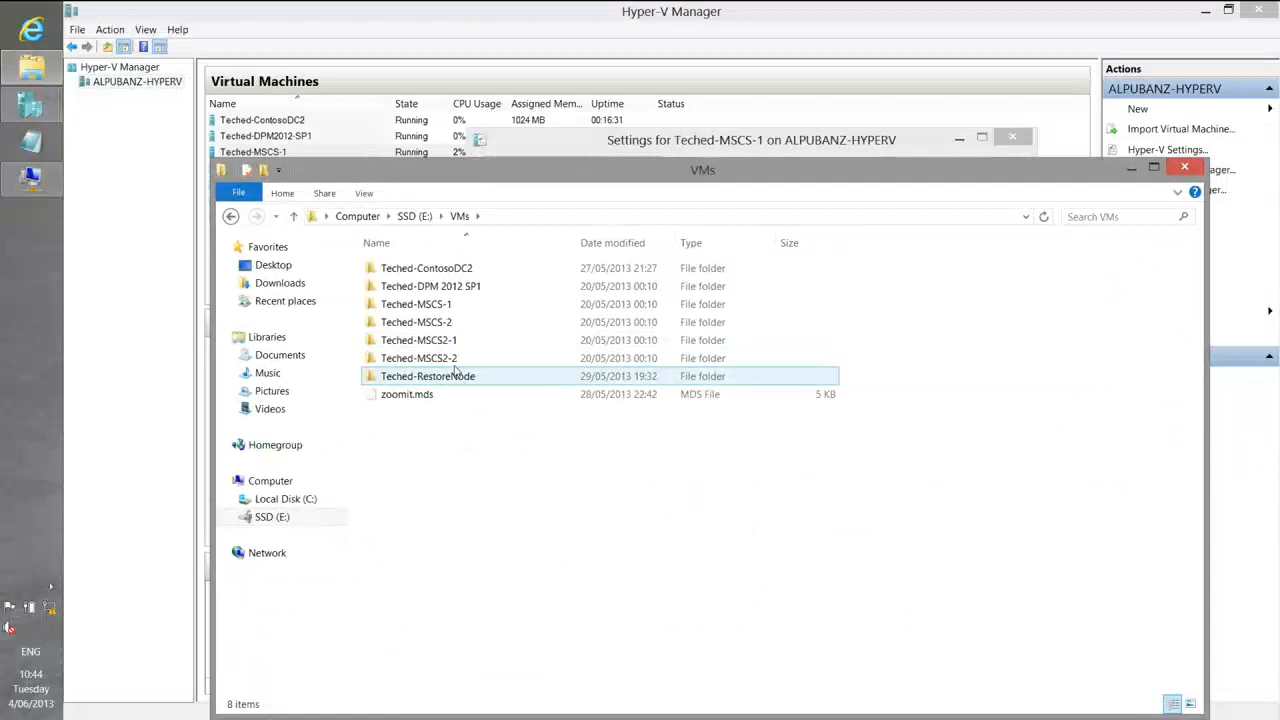 Hyper-V Manager
File Action View Help
Hyper-V Manager
ALPUBANZ-HYPERV
Virtual Machines
Name State CPU Usage Assigned Mem... Uptime Status
Teched-ContosoDC2 Running 0% 1024 MB 00:16:31
Teched-DPM2012-SP1 Running 0%
Teched-MSCS-1 Running 2%
Actions
ALPUBANZ-HYPERV
New
Import Virtual Machine...
Hyper-V Settings...
ager...
r...
Settings for Teched-MSCS-1 on ALPUBANZ-HYPERV
VMs
File Home Share View
Computer SSD (E:) VMs
Search VMs
Name Date modified Type Size
Teched-ContosoDC2 27/05/2013 21:27 File folder
Teched-DPM 2012 SP1 20/05/2013 00:10 File folder
Teched-MSCS-1 20/05/2013 00:10 File folder
Teched-MSCS-2 20/05/2013 00:10 File folder
Teched-MSCS2-1 20/05/2013 00:10 File folder
Teched-MSCS2-2 20/05/2013 00:10 File folder
Teched-RestoreNode 29/05/2013 19:32 File folder
zoomit.mds 28/05/2013 22:42 MDS File 5 KB
Favorites
Desktop
Downloads
Recent places
Libraries
Documents
Music
Pictures
Videos
Homegroup
Computer
Local Disk (C:)
SSD (E:)
Network
8 items
ENG
10:44
Tuesday
4/06/2013